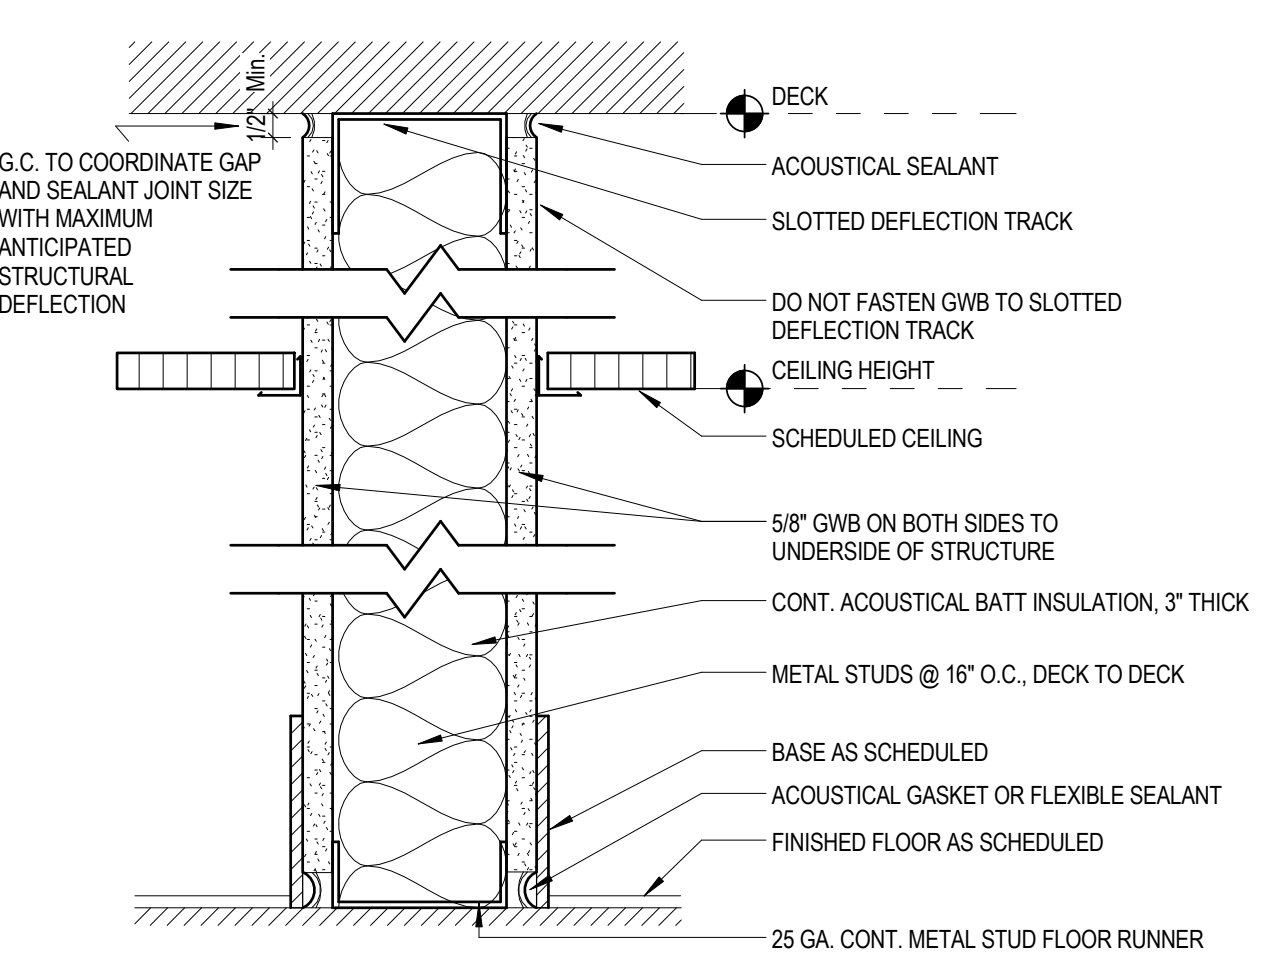 1/2" Min.
DECK
G.C. TO COORDINATE GAP
AND SEALANT JOINT SIZE
WITH MAXIMUM
ANTICIPATED
STRUCTURAL
DEFLECTION
ACOUSTICAL SEALANT
SLOTTED DEFLECTION TRACK
DO NOT FASTEN GWB TO SLOTTED
DEFLECTION TRACK
CEILING HEIGHT
SCHEDULED CEILING
5/8" GWB ON BOTH SIDES TO
UNDERSIDE OF STRUCTURE
CONT. ACOUSTICAL BATT INSULATION, 3" THICK
METAL STUDS @ 16" O.C., DECK TO DECK
BASE AS SCHEDULED
ACOUSTICAL GASKET OR FLEXIBLE SEALANT
FINISHED FLOOR AS SCHEDULED
25 GA. CONT. METAL STUD FLOOR RUNNER